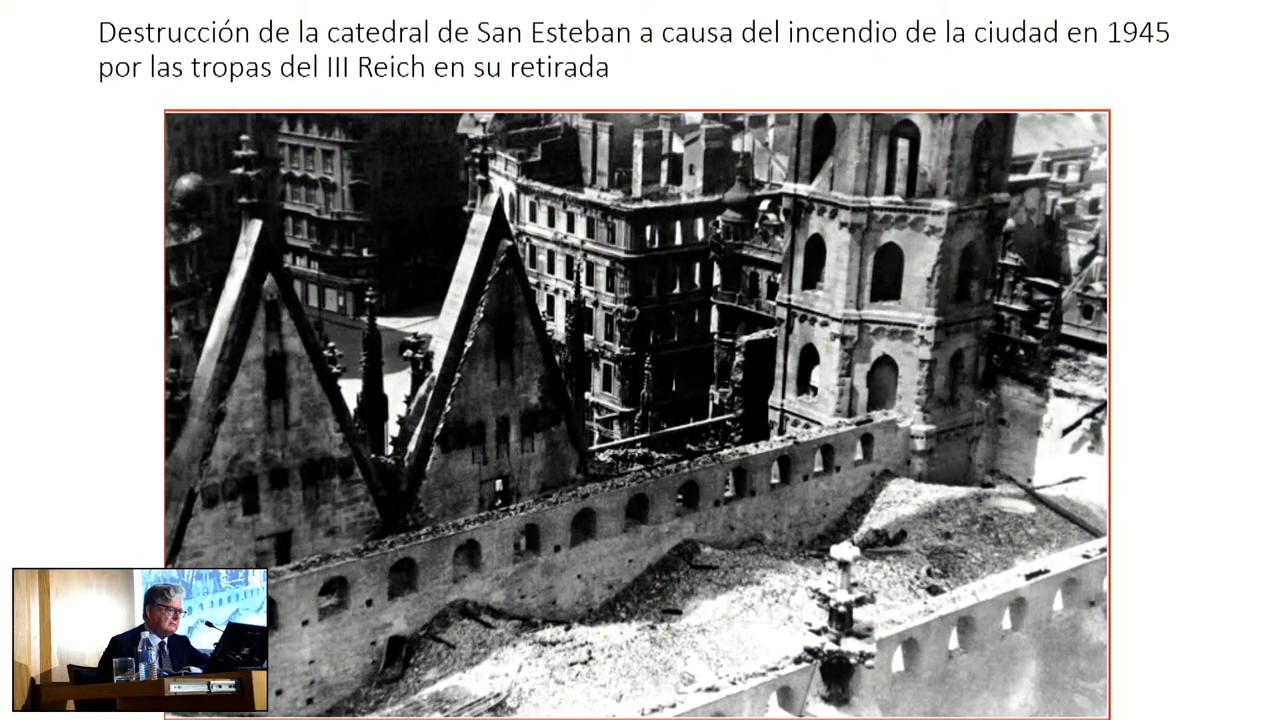 Destrucción de la catedral de San Esteban a causa del incendio de la ciudad en 1945
por las tropas del III Reich en su retirada